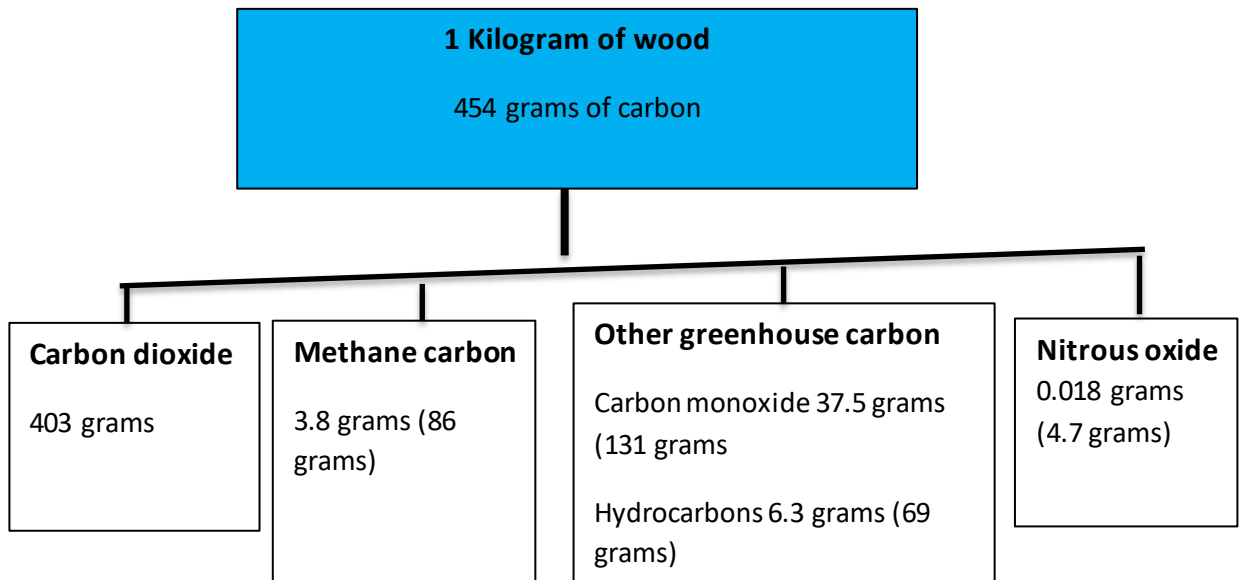 1 Kilogram of wood
454 grams of carbon
Carbon dioxide
403 grams
Methane carbon
3.8 grams (86
grams)
Other greenhouse carbon
Carbon monoxide 37.5 grams
(131 grams
Hydrocarbons 6.3 grams (69
grams)
Nitrous oxide
0.018 grams
(4.7 grams)